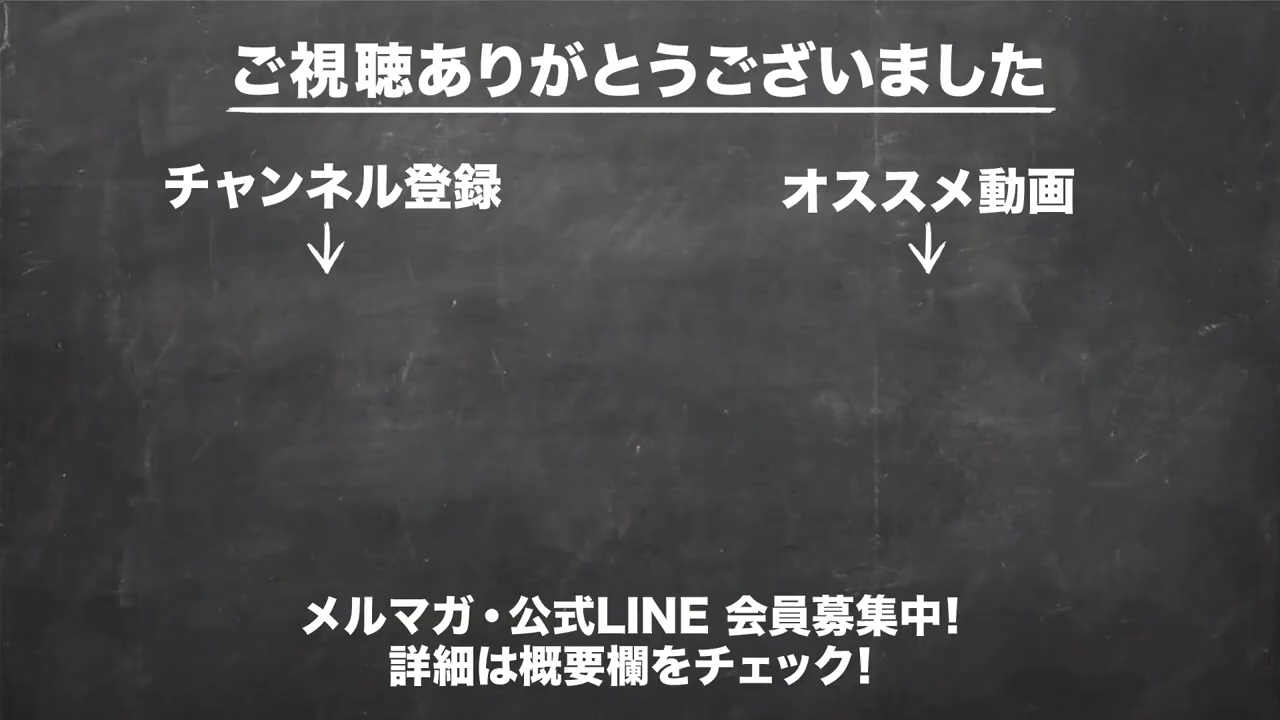 ご視聴ありがとうございました
チャンネル登録
オススメ動画
メルマガ・公式LINE 会員募集中!
詳細は概要欄をチェック!